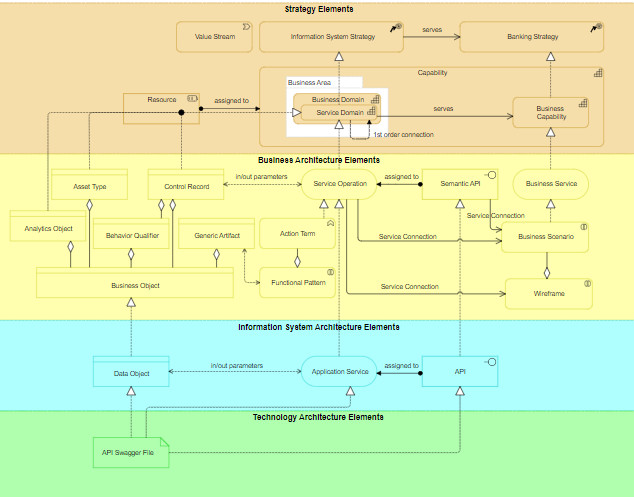 Strategy Elements
Value Stream
Information System Strategy
serves
Banking Strategy
Capability
Business Area
Resource
assigned to
Business Domain
Service Domain
serves
Business
Capability
1st order connection
Business Architecture Elements
Asset Type
Control Record
in/out parameters
Service Operation
assigned to
Semantic API
Business Service
Service Connection
Analytics Object
Behavior Qualifier
Generic Artifact
Action Term
Service Connection
Business Scenario
Business Object
Functional Pattern
Service Connection
Wireframe
Information System Architecture Elements
Data Object
in/out parameters
Application Service
assigned to
API
Technology Architecture Elements
API Swagger File